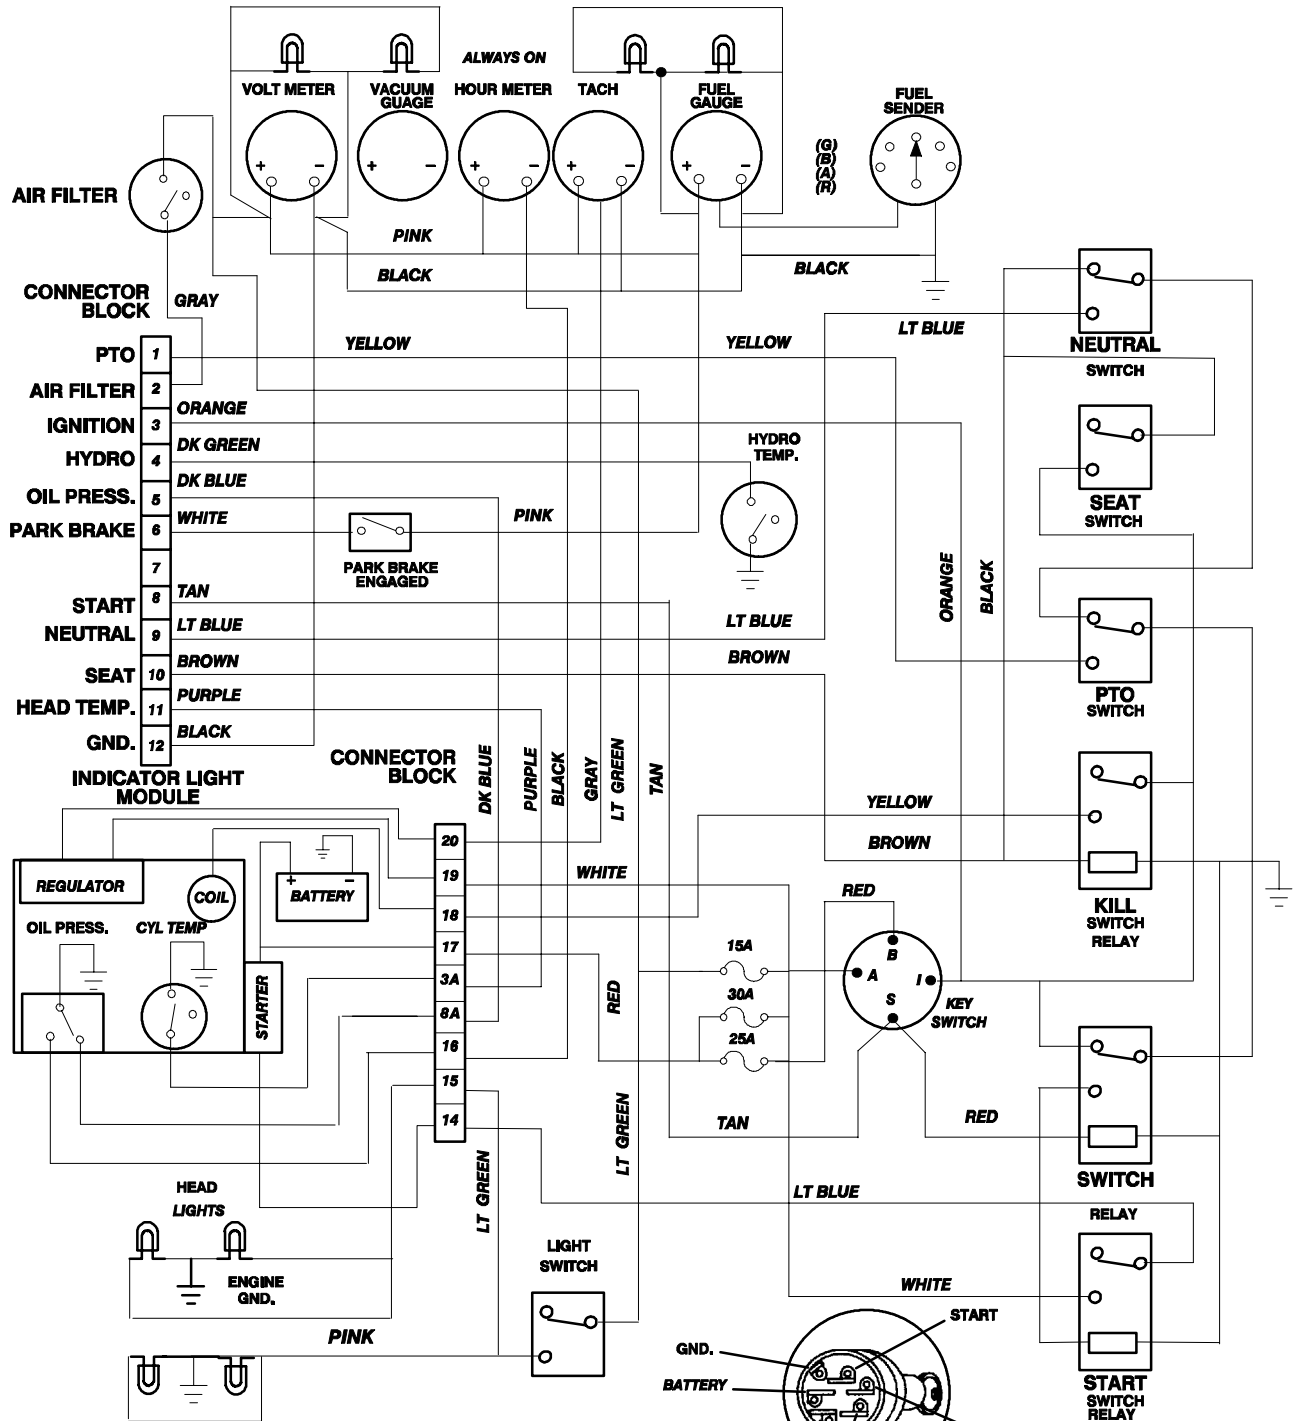 ALWAYS ON
VOLT METER
VACUUM
GUAGE
HOUR METER
TACH
FUEL
GAUGE
FUEL
SENDER
(G)
(B)
(A)
(R)
+ −
+ −
+ −
+ −
+ −
AIR FILTER
PINK
BLACK
BLACK
CONNECTOR
BLOCK
GRAY
LT BLUE
NEUTRAL
SWITCH
PTO 1
YELLOW
YELLOW
AIR FILTER 2
ORANGE
IGNITION 3
DK GREEN
HYDRO 4
HYDRO
TEMP.
DK BLUE
OIL PRESS. 5
WHITE
PARK BRAKE 6
PINK
PARK BRAKE
ENGAGED
SEAT
SWITCH
7
TAN
START 8
LT BLUE
NEUTRAL 9
LT BLUE
BROWN
SEAT 10
BROWN
PURPLE
HEAD TEMP. 11
BLACK
GND. 12
ORANGE
BLACK
PTO
SWITCH
INDICATOR LIGHT
MODULE
CONNECTOR
BLOCK
DK BLUE
PURPLE
BLACK
GRAY
LT GREEN
TAN
YELLOW
BROWN
20
19
18
17
3A
8A
16
15
14
WHITE
RED
KILL
SWITCH
RELAY
REGULATOR
COIL
+ −
BATTERY
OIL PRESS.
CYL TEMP
STARTER
15A
30A
25A
RED
B
A
I
S
KEY
SWITCH
TAN
RED
LT GREEN
LT GREEN
SWITCH
RELAY
LT BLUE
HEAD
LIGHTS
ENGINE
GND.
LIGHT
SWITCH
PINK
WHITE
START
GND.
BATTERY
START
SWITCH
RELAY